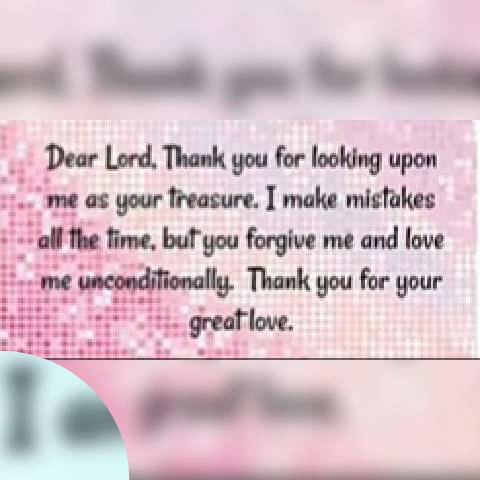 Dear Lord, Thank you for looking upon
me as your treasure. I make mistakes
all the time, but you forgive me and love
me unconditionally. Thank you for your
great love.